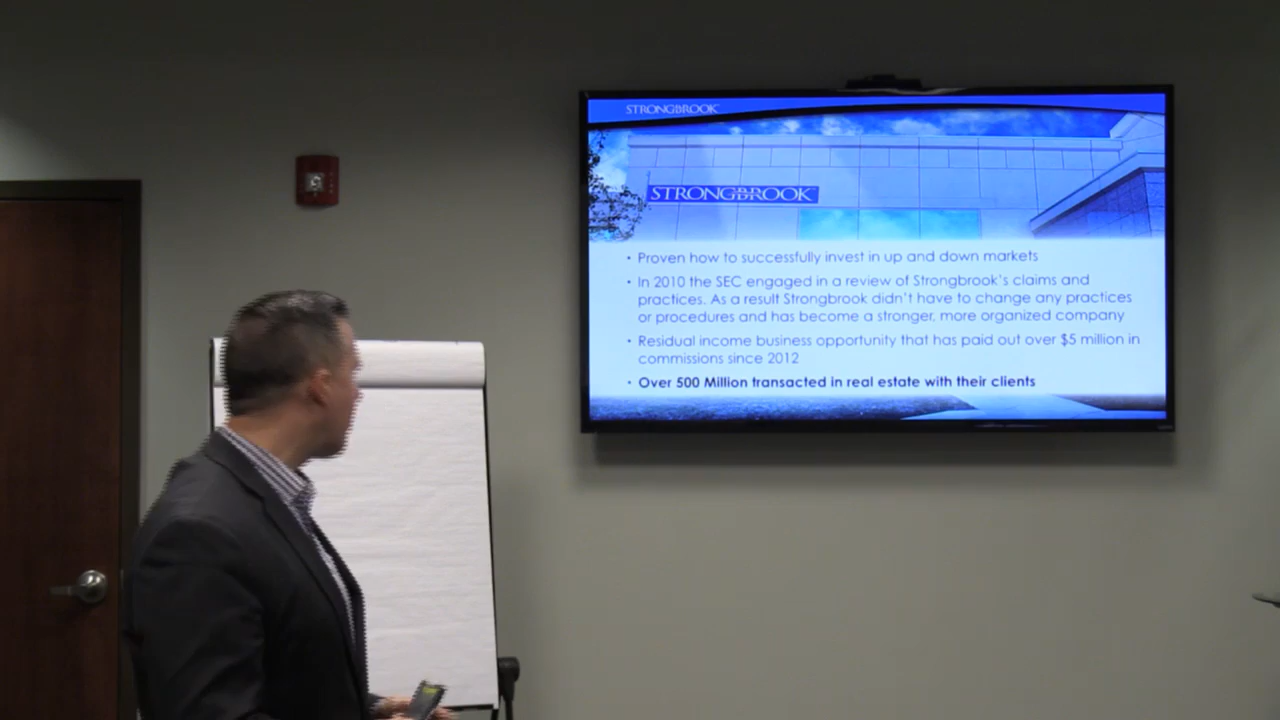 STRONGBROOK
STRONGBROOK
• Proven how to successfully invest in up and down markets
• In 2010 the SEC engaged in a review of Strongbrook's claims and
practices. As a result Strongbrook didn't have to change any practices
or procedures and has become a stronger, more organized company
• Residual income business opportunity that has paid out over $5 million in
commissions since 2012
• Over 500 Million transacted in real estate with their clients